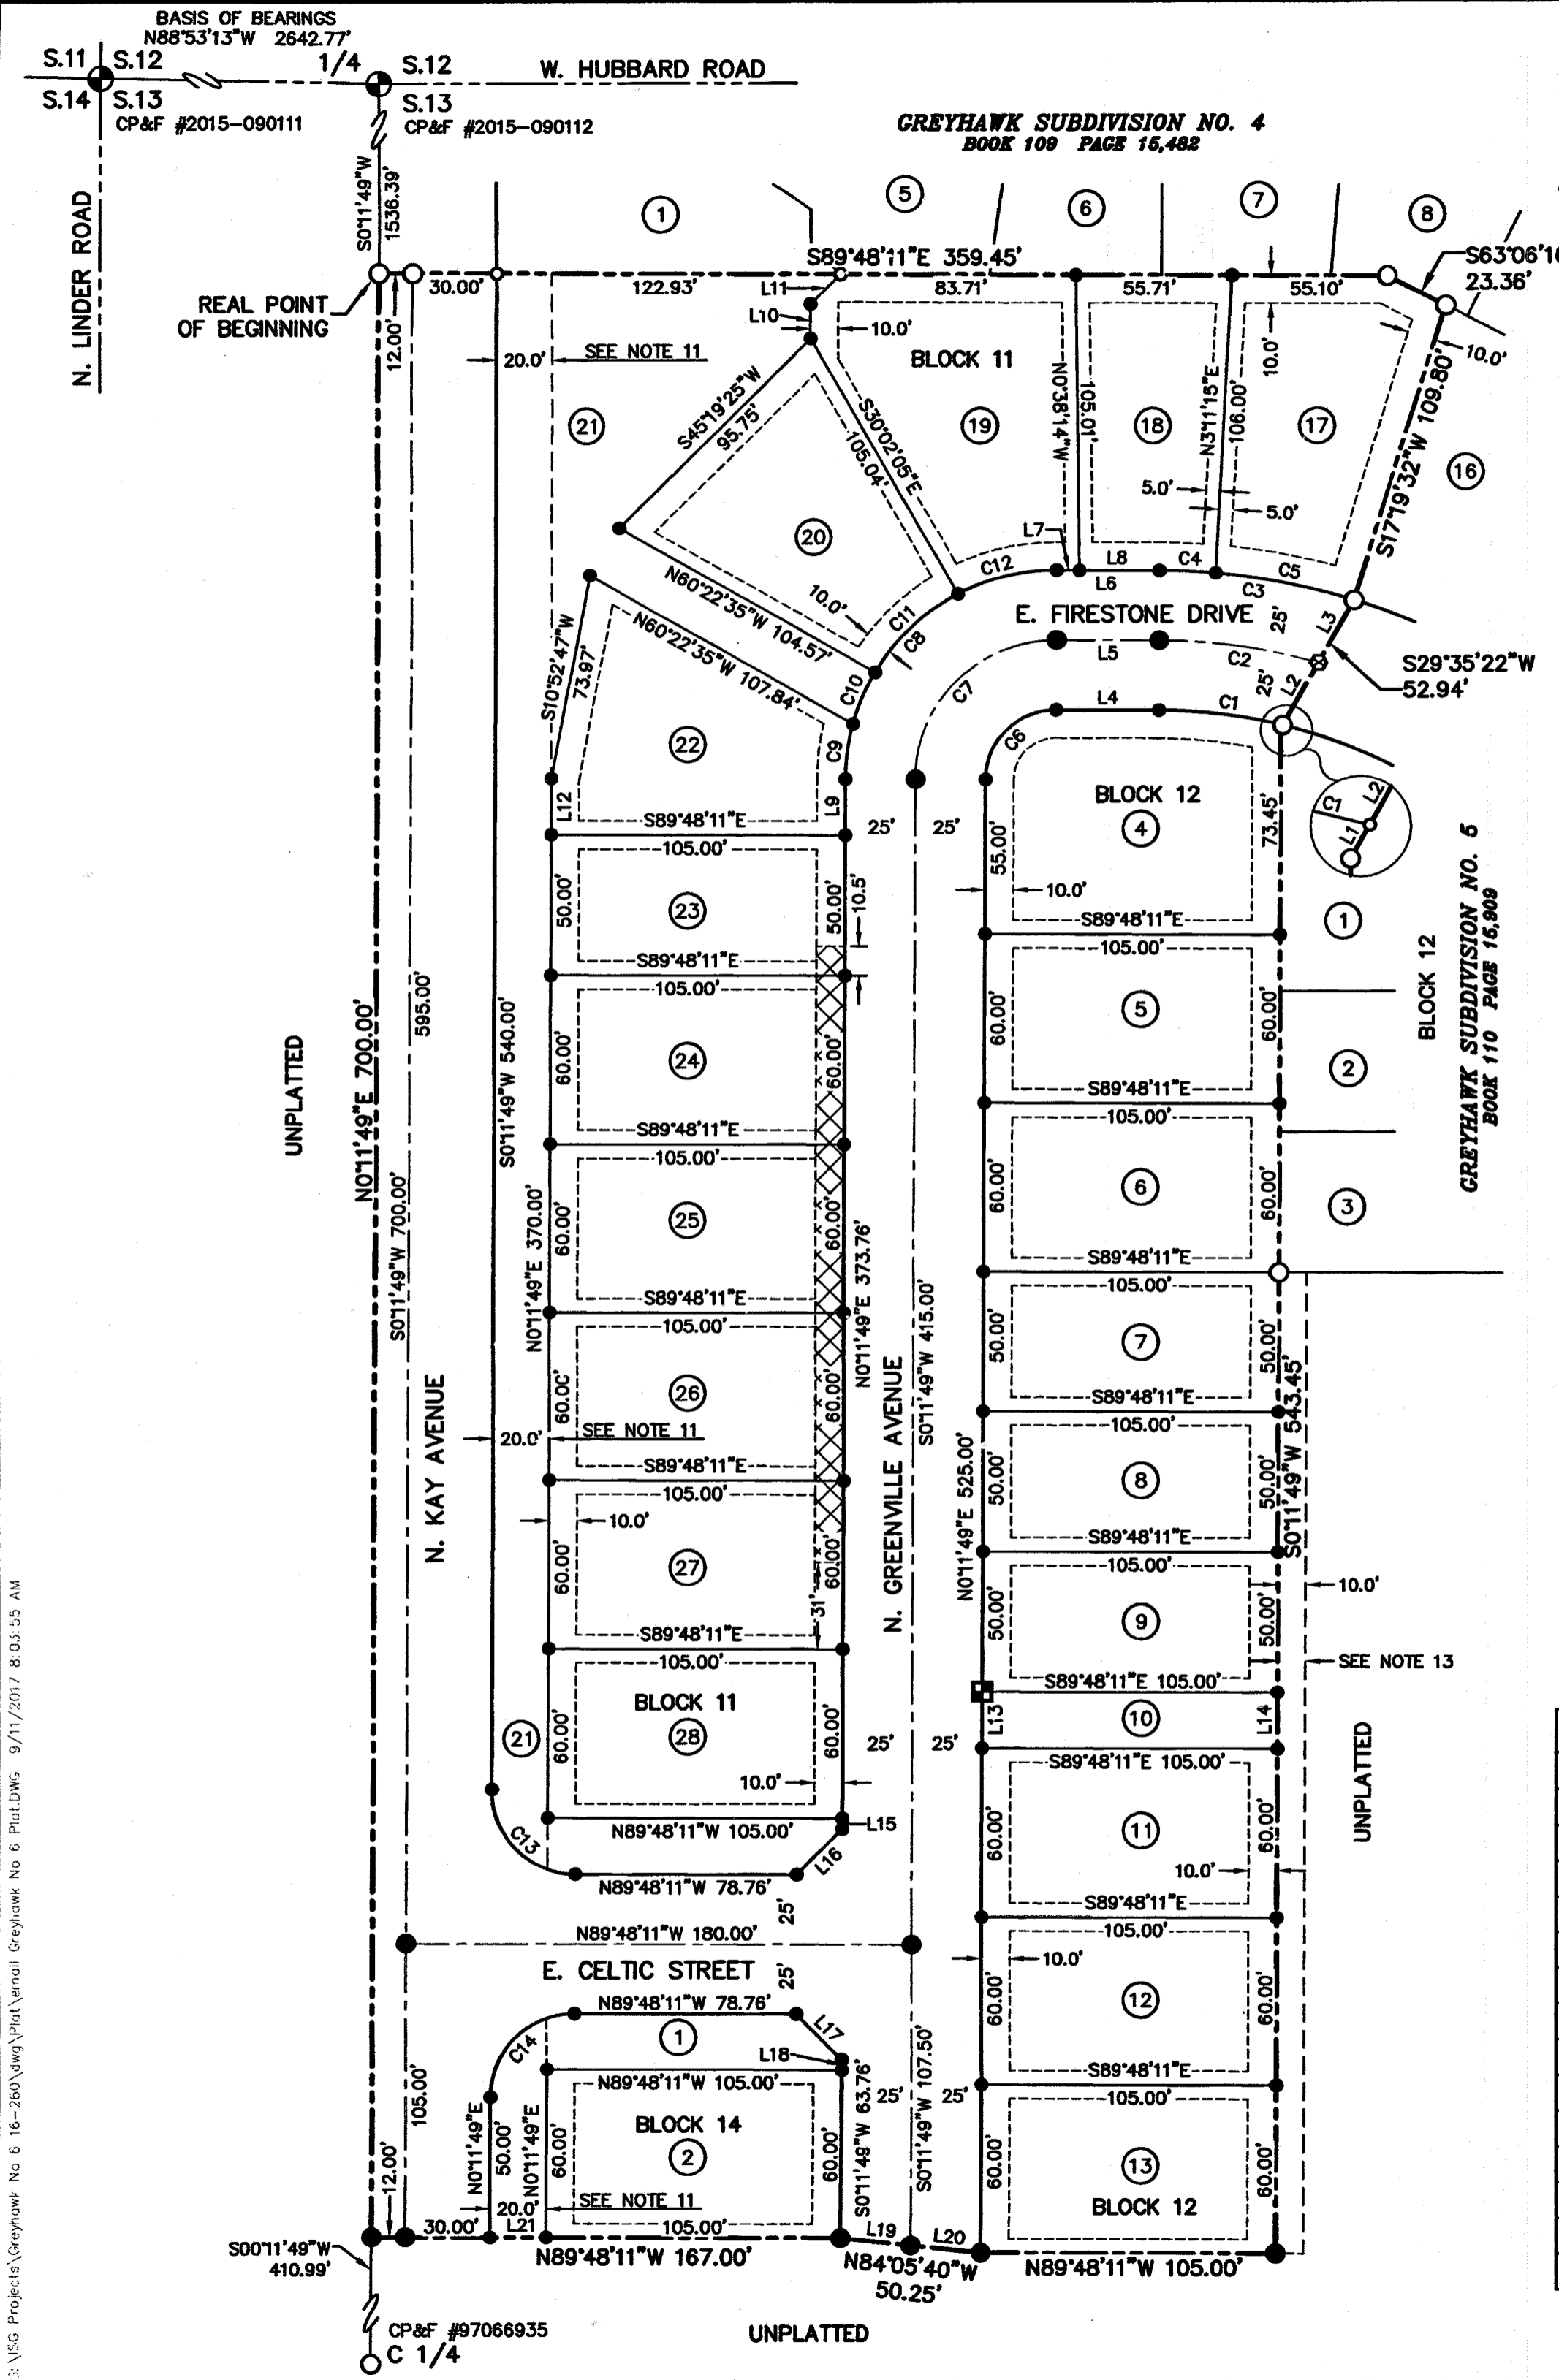 BASIS OF BEARINGS
N88°53'13"W 2642.77'
S.11
S.12
1/4
S.12
W. HUBBARD ROAD
S.14
S.13
S.13
CP&F #2015-090111
CP&F #2015-090112
GREYHAWK SUBDIVISION NO. 4
BOOK 109 PAGE 15,482
N. LINDER ROAD
S0°11'49"W
1536.39'
1
5
6
7
8
S89°48'11"E 359.45'
S63°06'1
23.36'
REAL POINT
OF BEGINNING
30.00'
122.93'
L11
83.71'
55.71'
55.10'
12.00'
L10
10.0'
10.0'
10.0'
20.0'
SEE NOTE 11
BLOCK 11
21
S45°19'25"W
95.75'
S30°02'05"E
105.04'
19
N0°38'14"W
105.01'
18
N3°11'15"E
106.00'
17
S17°19'32"W 109.80'
16
5.0'
5.0'
20
L7
C12
L8
L6
C4
C3
C5
N60°22'35"W 104.57'
10.0'
C11
C8
E. FIRESTONE DRIVE
25'
L3
S29°35'22"W
52.94'
N60°22'35"W 107.84'
C10
C7
L5
C2
25'
L2
S10°52'47"W
73.97'
L4
C1
22
C9
C6
L12
L9
BLOCK 12
4
73.45'
C1
L2
L1
S89°48'11"E
105.00'
25'
25'
55.00'
10.0'
50.00'
23
50.00'
10.5'
S89°48'11"E
105.00'
1
S89°48'11"E
105.00'
BLOCK 12
GREYHAWK SUBDIVISION NO. 5
BOOK 110 PAGE 15,909
595.00'
S0°11'49"W 540.00'
60.00'
24
60.00'
60.00'
5
60.00'
2
UNPLATTED
N0°11'49"E 700.00'
S89°48'11"E
105.00'
S89°48'11"E
105.00'
S0°11'49"W 700.00'
N0°11'49"E 370.00'
60.00'
25
60.00'
N0°11'49"E 373.76'
60.00'
6
60.00'
3
S89°48'11"E
105.00'
S89°48'11"E
105.00'
S0°11'49"W 415.00'
50.00'
7
50.00'
S0°11'49"W 543.45'
N. KAY AVENUE
60.00'
26
60.00'
20.0'
SEE NOTE 11
S89°48'11"E
105.00'
S89°48'11"E
105.00'
N. GREENVILLE AVENUE
N0°11'49"E 525.00'
50.00'
8
50.00'
10.0'
60.00'
27
60.00'
31'
S89°48'11"E
105.00'
S89°48'11"E
105.00'
50.00'
9
50.00'
10.0'
SEE NOTE 13
S89°48'11"E 105.00'
BLOCK 11
21
60.00'
28
60.00'
25'
25'
L13
10
L14
S89°48'11"E 105.00'
UNPLATTED
10.0'
N89°48'11"W 105.00'
L15
60.00'
11
60.00'
C13
L16
10.0'
N89°48'11"W 78.76'
25'
S89°48'11"E
105.00'
N89°48'11"W 180.00'
10.0'
E. CELTIC STREET
25'
N89°48'11"W 78.76'
60.00'
12
60.00'
C14
1
L17
L18
N89°48'11"W 105.00'
S89°48'11"E
105.00'
105.00'
N0°11'49"E
50.00'
N0°11'49"E
60.00'
BLOCK 14
2
60.00'
S0°11'49"W 63.76'
25'
25'
S0°11'49"W 107.50'
60.00'
13
60.00'
BLOCK 12
12.00'
20.0'
SEE NOTE 11
30.00'
L21
105.00'
L19
L20
S00°11'49"W
410.99'
N89°48'11"W 167.00'
N84°05'40"W
50.25'
N89°48'11"W 105.00'
CP&F #97066935
C 1/4
UNPLATTED
\ISG Projects\Greyhawk No 6 16-260\dwg\Plat\email Greyhawk No 6 Plat.DWG 9/11/2017 8:03:55 AM